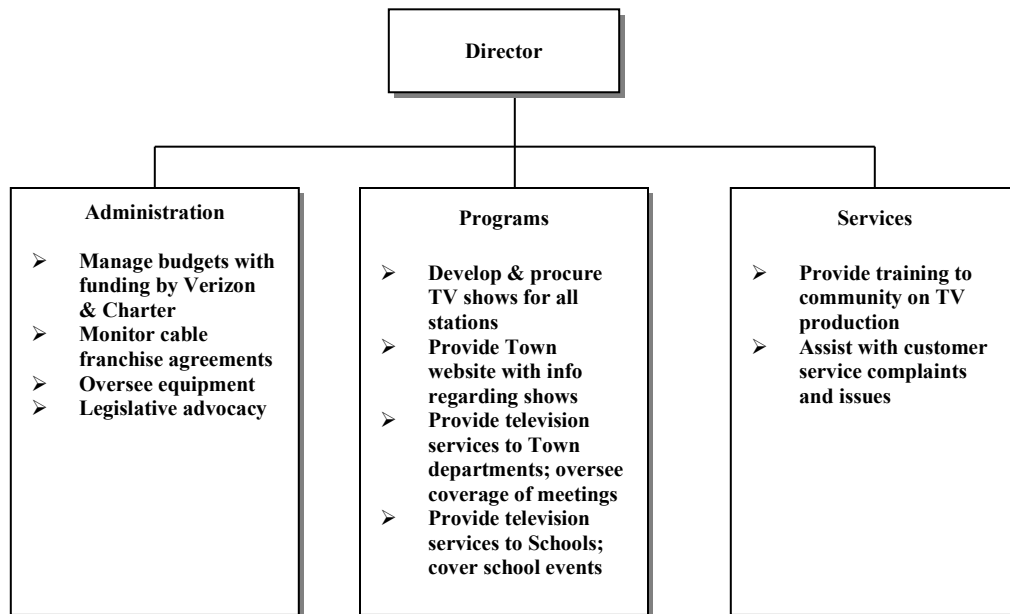 Director
Administration
➢ Manage budgets with
funding by Verizon
& Charter
➢ Monitor cable
franchise agreements
➢ Oversee equipment
➢ Legislative advocacy
Programs
➢ Develop & procure
TV shows for all
stations
➢ Provide Town
website with info
regarding shows
➢ Provide television
services to Town
departments; oversee
coverage of meetings
➢ Provide television
services to Schools;
cover school events
Services
➢ Provide training to
community on TV
production
➢ Assist with customer
service complaints
and issues